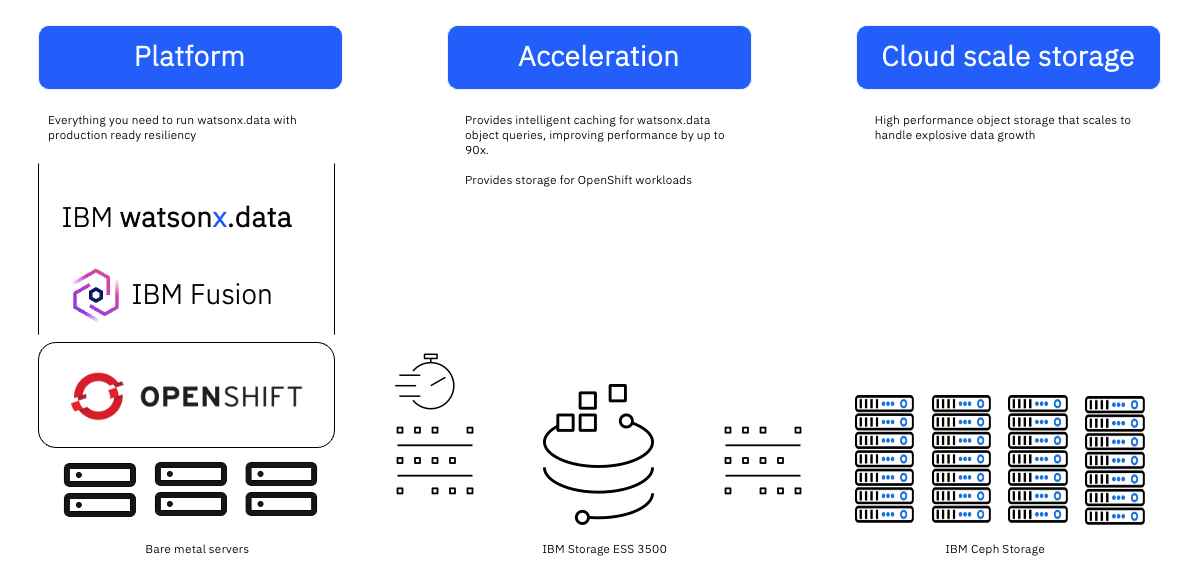 Platform
Acceleration
Cloud scale storage
Everything you need to run watsonx.data with
production ready resiliency
Provides intelligent caching for watsonx.data
object queries, improving performance by up to
90x.
Provides storage for OpenShift workloads
High performance object storage that scales to
handle explosive data growth
IBM watsonx.data
IBM Fusion
OPENSHIFT
Bare metal servers
IBM Storage ESS 3500
IBM Ceph Storage